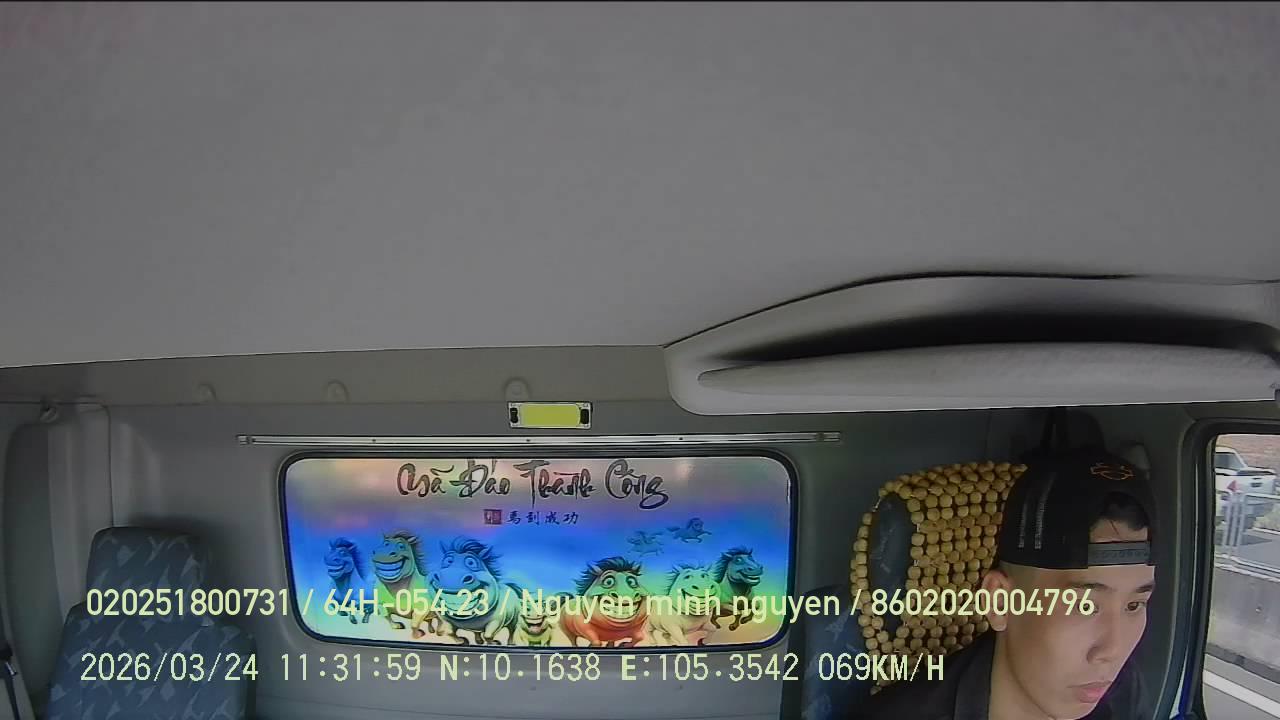 Mã Đáo Thành Công
馬到成功
020251800731 / 64H-054.23 / Nguyen minh nguyen / 8602020004796
2026/03/24 11:31:59 N:10.1638 E:105.3542 069KM/H